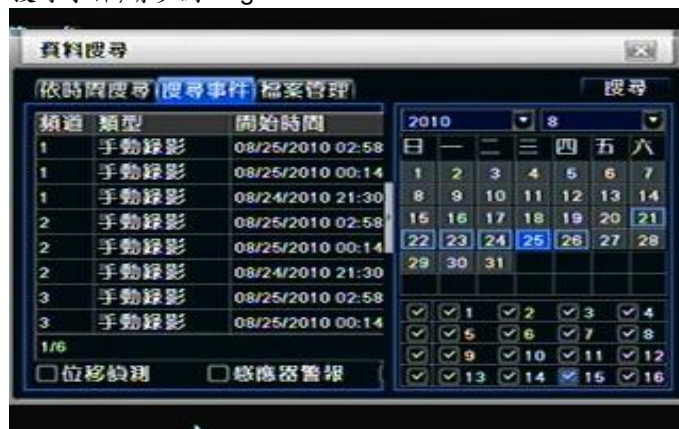 資料搜尋
依時間搜尋 搜尋事件 檔案管理 搜尋
頻道 類型 開始時間
1 手動錄影 08/25/2010 02:58
1 手動錄影 08/25/2010 00:14
1 手動錄影 08/24/2010 21:30
2 手動錄影 08/25/2010 02:58
2 手動錄影 08/25/2010 00:14
2 手動錄影 08/24/2010 21:30
3 手動錄影 08/25/2010 02:58
3 手動錄影 08/25/2010 00:14
1/6
位移偵測 感應器警報
2010 8
日 一 二 三 四 五 六
1 2 3 4 5 6 7
8 9 10 11 12 13 14
15 16 17 18 19 20 21
22 23 24 25 26 27 28
29 30 31
1 2 3 4
5 6 7 8
9 10 11 12
13 14 15 16